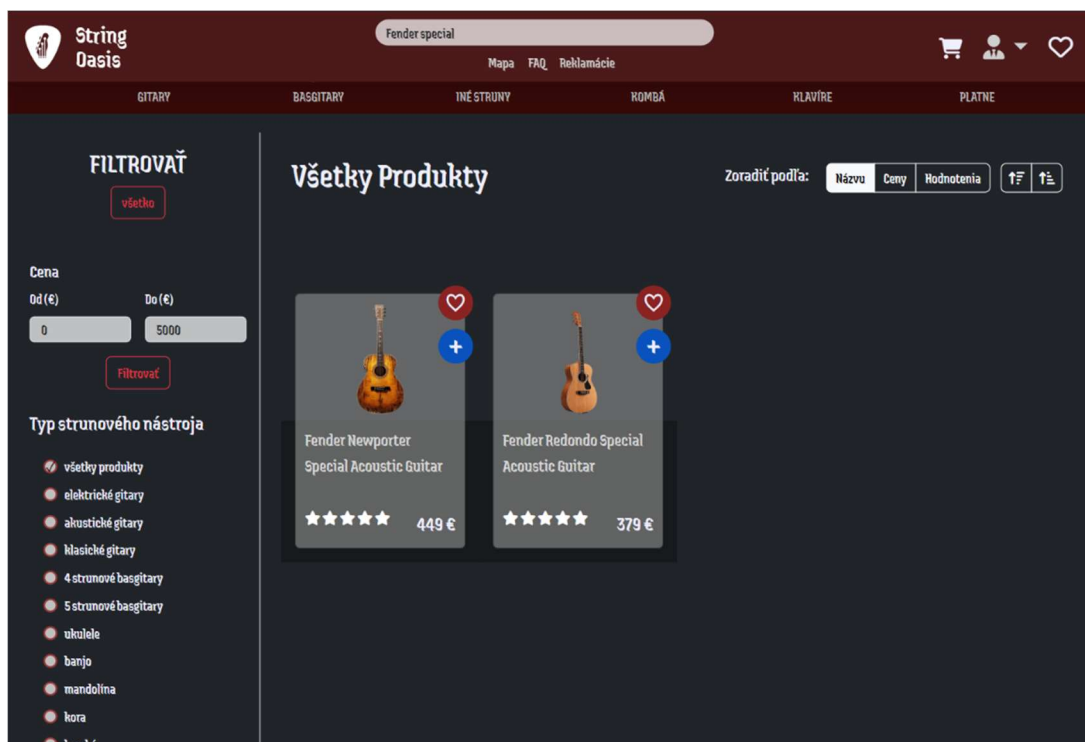 String
Oasis
Fender special
Mapa FAQ Reklamácie
GITARY BASGITARY INÉ STRUNY KOMBÁ KLAVÍRE PLATNE
FILTROVAŤ
všetko
Cena
Od (€) Do (€)
0 5000
Filtrovať
Typ strunového nástroja
všetky produkty
elektrické gitary
akustické gitary
klasické gitary
4 strunové basgitary
5 strunové basgitary
ukulele
banjo
mandolína
kora
Všetky Produkty
Zoradiť podľa: Názvu Ceny Hodnotenia
Fender Newporter
Special Acoustic Guitar
449 €
Fender Redondo Special
Acoustic Guitar
379 €